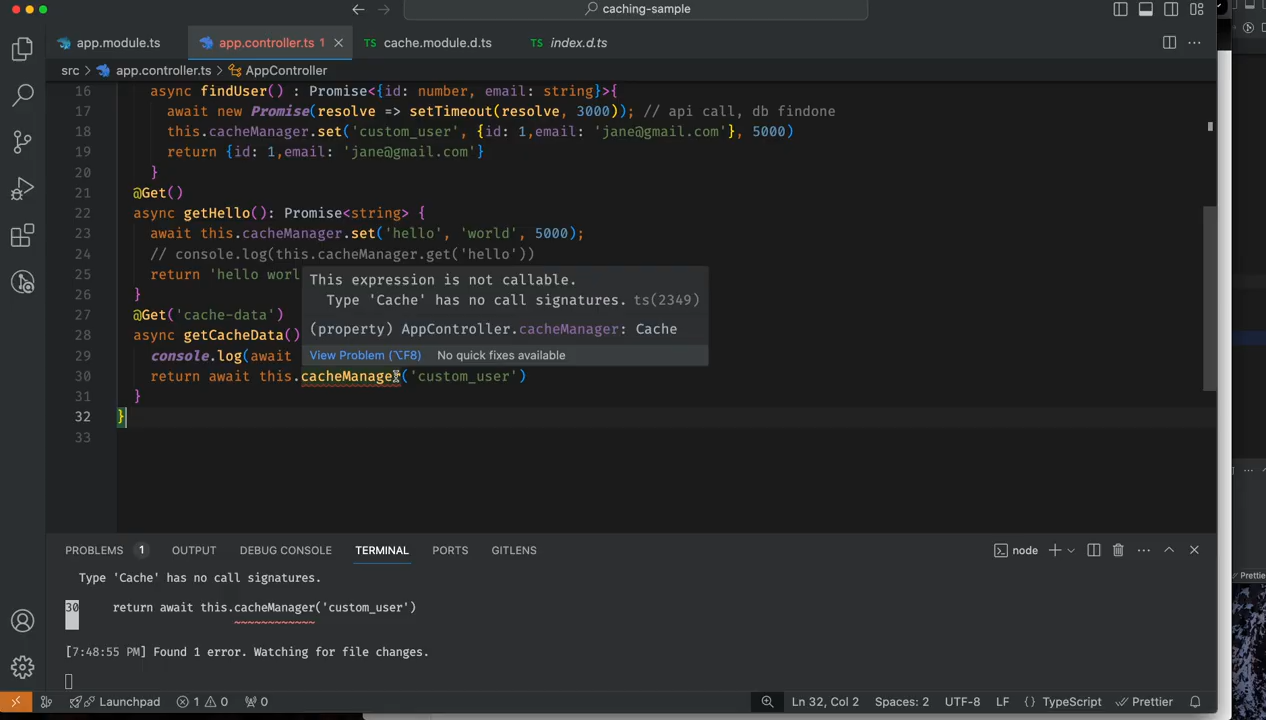 caching-sample
app.module.ts
app.controller.ts 1
TS cache.module.d.ts
TS index.d.ts
src > app.controller.ts > AppController
16 async findUser() : Promise<{id: number, email: string}>{
17 await new Promise(resolve => setTimeout(resolve, 3000)); // api call, db findone
18 this.cacheManager.set('custom_user', {id: 1,email: 'jane@gmail.com'}, 5000)
19 return {id: 1,email: 'jane@gmail.com'}
20 }
21 @Get()
22 async getHello(): Promise<string> {
23 await this.cacheManager.set('hello', 'world', 5000);
24 // console.log(this.cacheManager.get('hello'))
25 return 'hello worl
26 }
27 @Get('cache-data')
28 async getCacheData()
29 console.log(await
30 return await this.cacheManager('custom_user')
31 }
32 }
33
This expression is not callable.
Type 'Cache' has no call signatures. ts(2349)
(property) AppController.cacheManager: Cache
View Problem (⌥F8) No quick fixes available
PROBLEMS 1 OUTPUT DEBUG CONSOLE TERMINAL PORTS GITLENS
node
Type 'Cache' has no call signatures.
30 return await this.cacheManager('custom_user')
~~~~~~~~~~~~
[7:48:55 PM] Found 1 error. Watching for file changes.
Launchpad 1 0 0
Ln 32, Col 2 Spaces: 2 UTF-8 LF {} TypeScript Prettier
Prettie